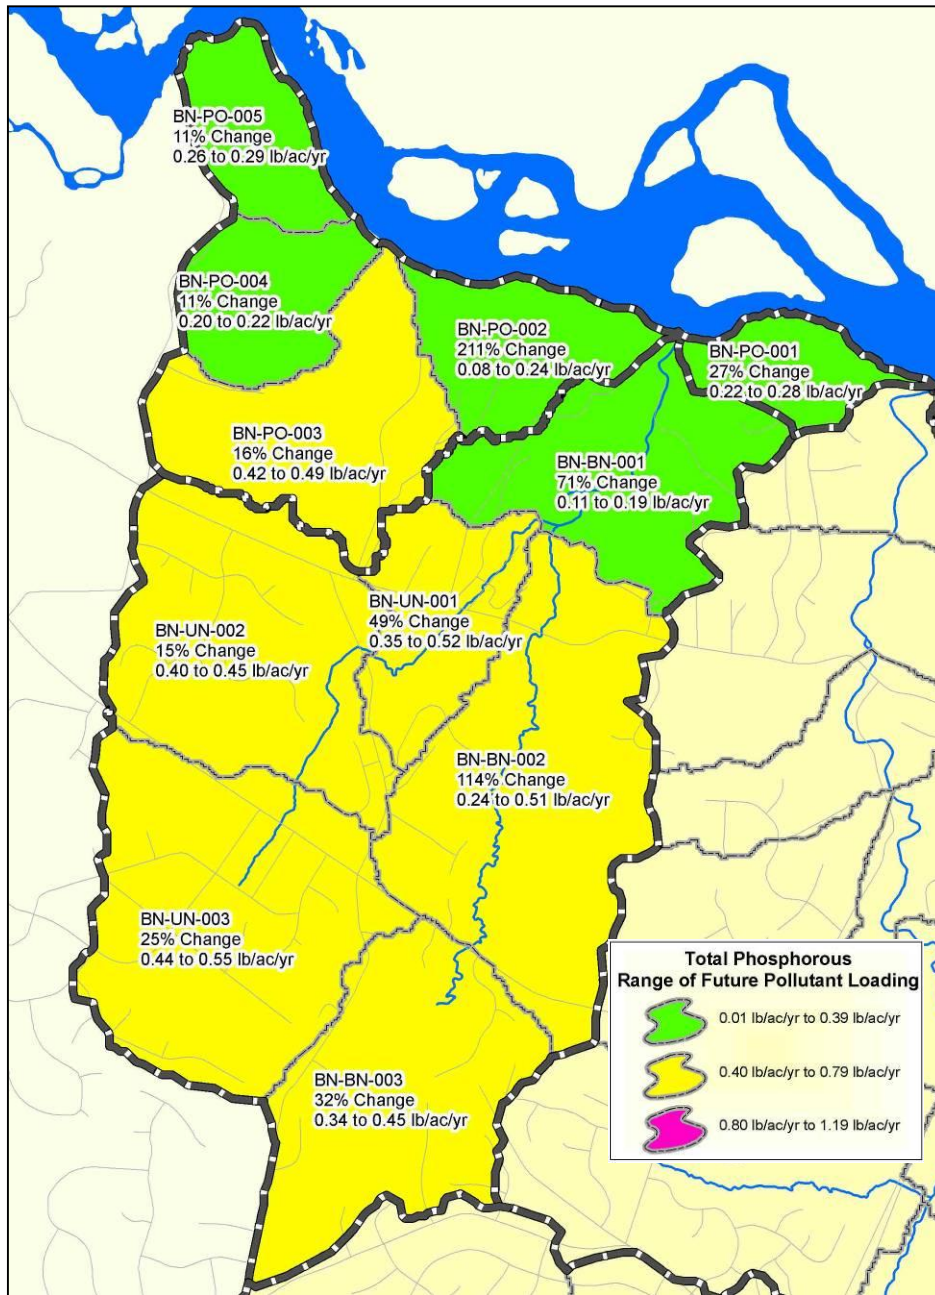 BN-PO-005
11% Change
0.26 to 0.29 lb/ac/yr
BN-PO-004
11% Change
0.20 to 0.22 lb/ac/yr
BN-PO-002
211% Change
0.08 to 0.24 lb/ac/yr
BN-PO-001
27% Change
0.22 to 0.28 lb/ac/yr
BN-PO-003
16% Change
0.42 to 0.49 lb/ac/yr
BN-BN-001
71% Change
0.11 to 0.19 lb/ac/yr
BN-UN-001
49% Change
0.35 to 0.52 lb/ac/yr
BN-UN-002
15% Change
0.40 to 0.45 lb/ac/yr
BN-BN-002
114% Change
0.24 to 0.51 lb/ac/yr
BN-UN-003
25% Change
0.44 to 0.55 lb/ac/yr
BN-BN-003
32% Change
0.34 to 0.45 lb/ac/yr
Total Phosphorous
Range of Future Pollutant Loading
0.01 lb/ac/yr to 0.39 lb/ac/yr
0.40 lb/ac/yr to 0.79 lb/ac/yr
0.80 lb/ac/yr to 1.19 lb/ac/yr